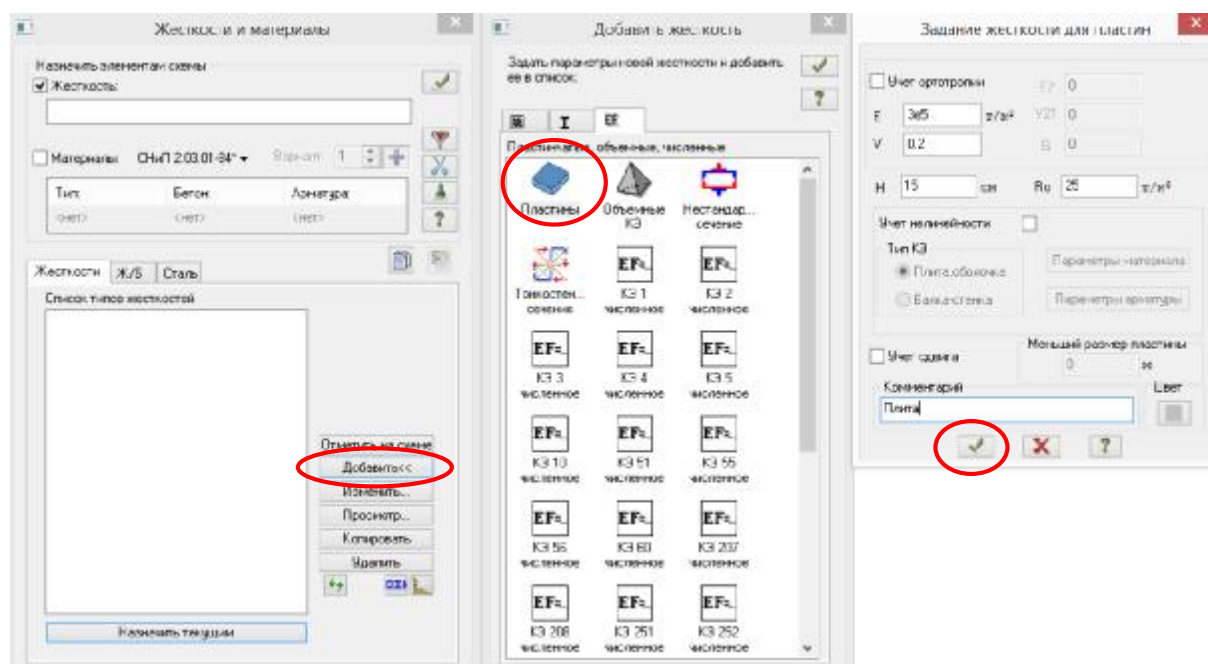 Жесткости и материалы
Назначить элементам схемы
Жесткость:
Материалы СНиП 2.03.01-84* Вариант 1
Тип: Бетон: Арматура:
<нет> <нет> <нет>
Жесткости Ж/Б Сталь
Список типов жесткостей
Отметить на схеме
Добавить<<
Изменить...
Просмотр...
Копировать
Удалить
Назначить текущим
Добавить жесткость
Задать параметры новой жесткости и добавить
ее в список:
Пластинчатые, объемные, численные
Пластины Объемные КЭ Нестандар... сечение
Тонкостен... сечение КЭ 1 численное КЭ 2 численное
КЭ 3 численное КЭ 4 численное КЭ 5 численное
КЭ 10 численное КЭ 51 численное КЭ 55 численное
КЭ 56 численное КЭ 60 численное КЭ 207 численное
КЭ 208 численное КЭ 251 численное КЭ 252 численное
Задание жесткости для пластин
Учет ортотропии
E 3e5 т/м² V21 0
V 0.2 G 0
H 15 см Ro 25 т/м³
Учет нелинейности
Тип КЭ
Плита,оболочка Параметры материала
Балка-стенка Параметры арматуры
Учет сдвига Меньший размер пластины
0 м
Комментарий Цвет
Плита